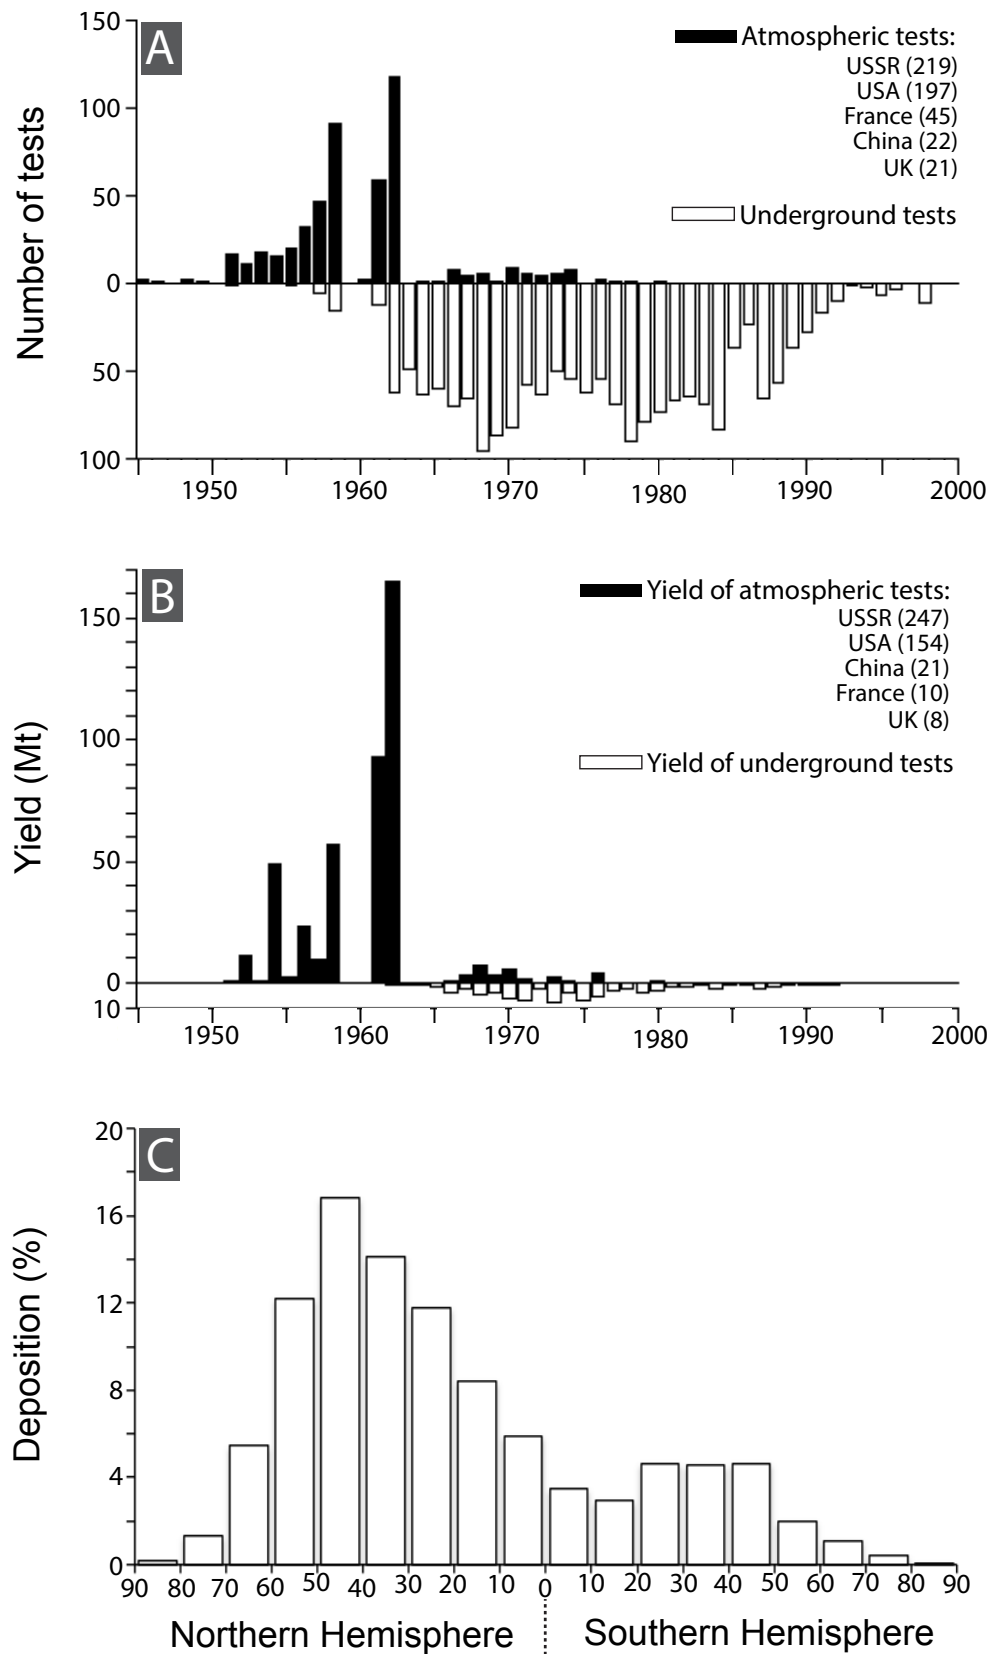 A
Number of tests
150
100
50
0
50
100
Atmospheric tests:
USSR (219)
USA (197)
France (45)
China (22)
UK (21)
Underground tests
1950 1960 1970 1980 1990 2000
B
Yield (Mt)
150
100
50
0
10
Yield of atmospheric tests:
USSR (247)
USA (154)
China (21)
France (10)
UK (8)
Yield of underground tests
1950 1960 1970 1980 1990 2000
C
Deposition (%)
20
16
12
8
4
0
90 80 70 60 50 40 30 20 10 0 10 20 30 40 50 60 70 80 90
Northern Hemisphere Southern Hemisphere